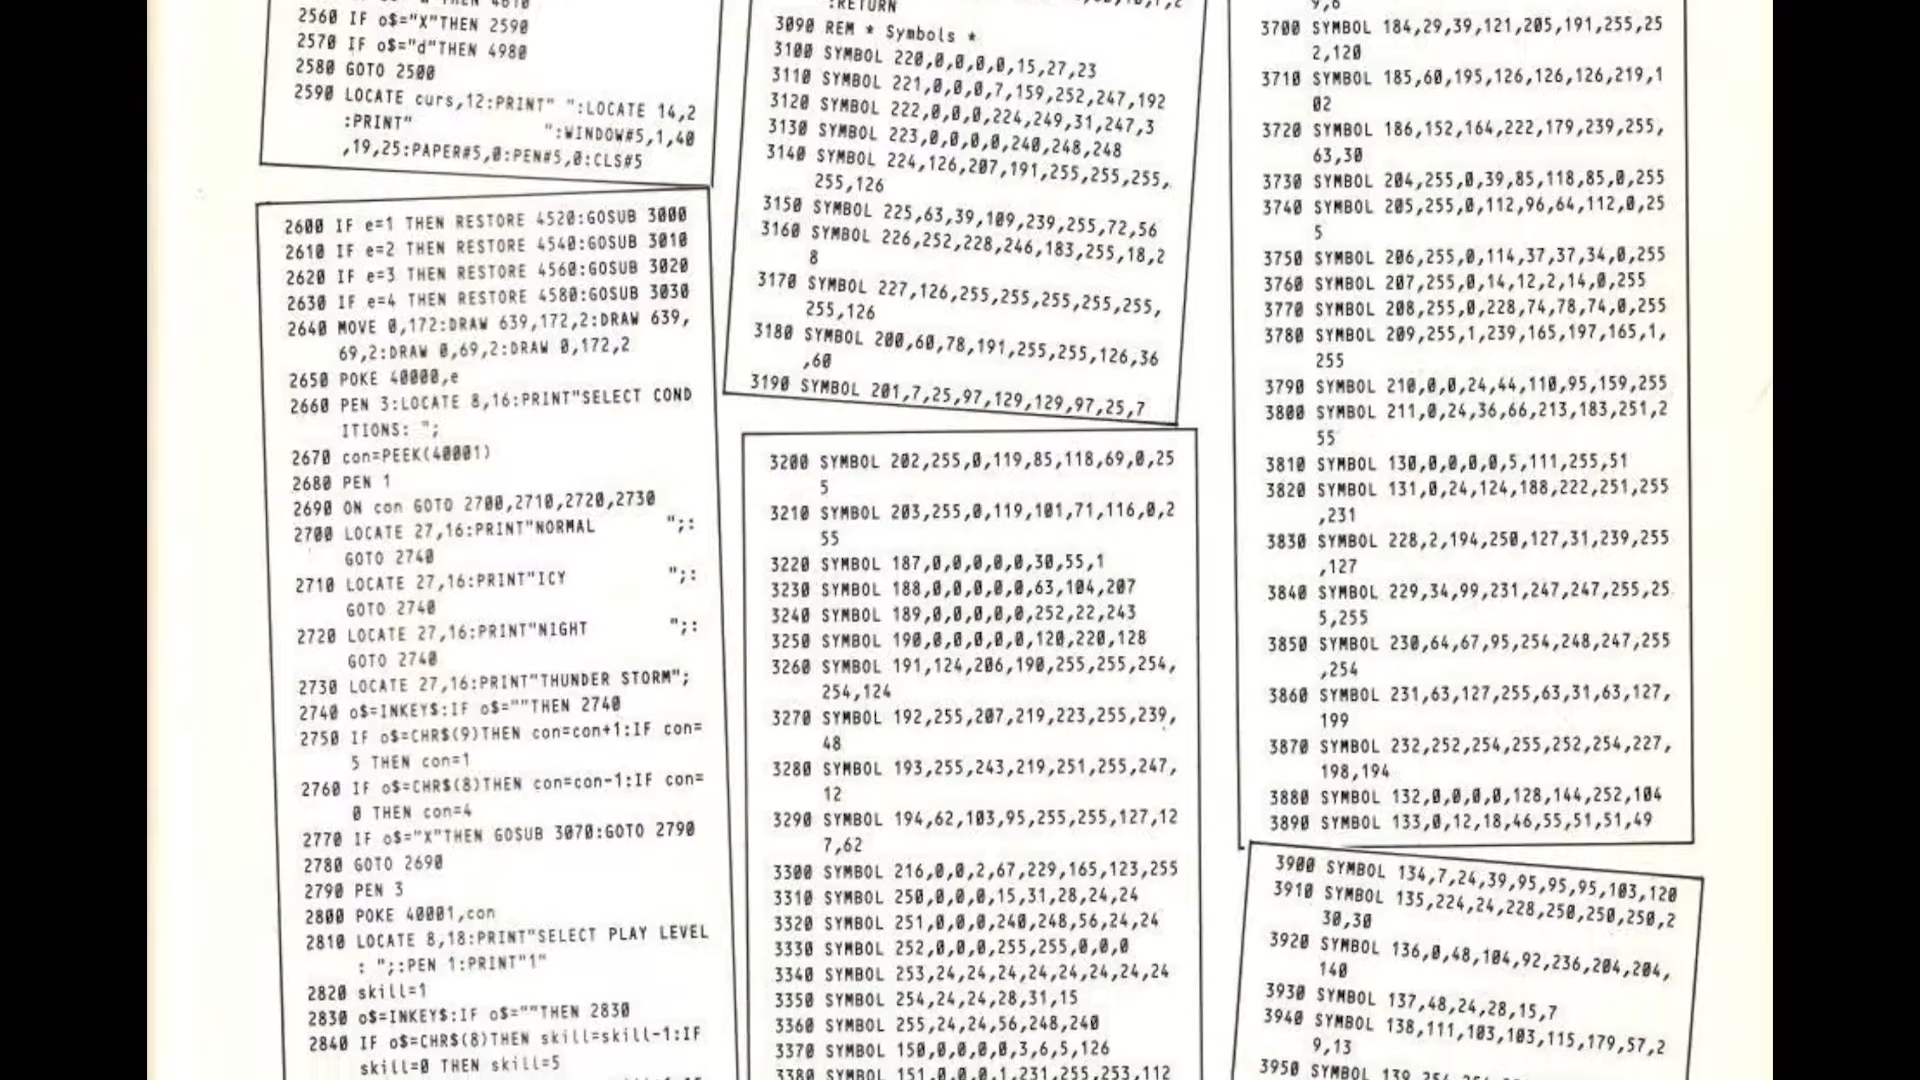 2560 IF o$="X"THEN 2590
2570 IF o$="d"THEN 4980
2580 GOTO 2500
2590 LOCATE curs,12:PRINT" ":LOCATE 14,2
:PRINT"             ":WINDOW#5,1,40
,19,25:PAPER#5,0:PEN#5,0:CLS#5
2600 IF e=1 THEN RESTORE 4520:GOSUB 3000
2610 IF e=2 THEN RESTORE 4540:GOSUB 3010
2620 IF e=3 THEN RESTORE 4560:GOSUB 3020
2630 IF e=4 THEN RESTORE 4580:GOSUB 3030
2640 MOVE 0,172:DRAW 639,172,2:DRAW 639,
69,2:DRAW 0,69,2:DRAW 0,172,2
2650 POKE 40000,e
2660 PEN 3:LOCATE 8,16:PRINT"SELECT COND
ITIONS: ";
2670 con=PEEK(40001)
2680 PEN 1
2690 ON con GOTO 2700,2710,2720,2730
2700 LOCATE 27,16:PRINT"NORMAL       ";:
GOTO 2740
2710 LOCATE 27,16:PRINT"ICY          ";:
GOTO 2740
2720 LOCATE 27,16:PRINT"NIGHT        ";:
GOTO 2740
2730 LOCATE 27,16:PRINT"THUNDER STORM";
2740 o$=INKEY$:IF o$=""THEN 2740
2750 IF o$=CHR$(9)THEN con=con+1:IF con=
5 THEN con=1
2760 IF o$=CHR$(8)THEN con=con-1:IF con=
0 THEN con=4
2770 IF o$="X"THEN GOSUB 3070:GOTO 2790
2780 GOTO 2690
2790 PEN 3
2800 POKE 40001,con
2810 LOCATE 8,18:PRINT"SELECT PLAY LEVEL
: ";:PEN 1:PRINT"1"
2820 skill=1
2830 o$=INKEY$:IF o$=""THEN 2830
2840 IF o$=CHR$(8)THEN skill=skill-1:IF
skill=0 THEN skill=5
:RETURN
3090 REM * Symbols *
3100 SYMBOL 220,0,0,0,0,15,27,23
3110 SYMBOL 221,0,0,0,7,159,252,247,192
3120 SYMBOL 222,0,0,0,224,249,31,247,3
3130 SYMBOL 223,0,0,0,0,240,248,248
3140 SYMBOL 224,126,207,191,255,255,255,
255,126
3150 SYMBOL 225,63,39,109,239,255,72,56
3160 SYMBOL 226,252,228,246,183,255,18,2
8
3170 SYMBOL 227,126,255,255,255,255,255,
255,126
3180 SYMBOL 200,60,78,191,255,255,126,36
,60
3190 SYMBOL 201,7,25,97,129,129,97,25,7
3200 SYMBOL 202,255,0,119,85,118,69,0,25
5
3210 SYMBOL 203,255,0,119,101,71,116,0,2
55
3220 SYMBOL 187,0,0,0,0,0,30,55,1
3230 SYMBOL 188,0,0,0,0,0,63,104,207
3240 SYMBOL 189,0,0,0,0,0,252,22,243
3250 SYMBOL 190,0,0,0,0,0,120,220,128
3260 SYMBOL 191,124,206,190,255,255,254,
254,124
3270 SYMBOL 192,255,207,219,223,255,239,
48
3280 SYMBOL 193,255,243,219,251,255,247,
12
3290 SYMBOL 194,62,103,95,255,255,127,12
7,62
3300 SYMBOL 216,0,0,2,67,229,165,123,255
3310 SYMBOL 250,0,0,0,15,31,28,24,24
3320 SYMBOL 251,0,0,0,240,248,56,24,24
3330 SYMBOL 252,0,0,0,255,255,0,0,0
3340 SYMBOL 253,24,24,24,24,24,24,24,24
3350 SYMBOL 254,24,24,28,31,15
3360 SYMBOL 255,24,24,56,248,240
3370 SYMBOL 150,0,0,0,0,3,6,5,126
3380 SYMBOL 151,0,0,0,1,231,255,253,112
9,6
3700 SYMBOL 184,29,39,121,205,191,255,25
2,120
3710 SYMBOL 185,60,195,126,126,126,219,1
02
3720 SYMBOL 186,152,164,222,179,239,255,
63,30
3730 SYMBOL 204,255,0,39,85,118,85,0,255
3740 SYMBOL 205,255,0,112,96,64,112,0,25
5
3750 SYMBOL 206,255,0,114,37,37,34,0,255
3760 SYMBOL 207,255,0,14,12,2,14,0,255
3770 SYMBOL 208,255,0,228,74,78,74,0,255
3780 SYMBOL 209,255,1,239,165,197,165,1,
255
3790 SYMBOL 210,0,0,24,44,110,95,159,255
3800 SYMBOL 211,0,24,36,66,213,183,251,2
55
3810 SYMBOL 130,0,0,0,0,5,111,255,51
3820 SYMBOL 131,0,24,124,188,222,251,255
,231
3830 SYMBOL 228,2,194,250,127,31,239,255
,127
3840 SYMBOL 229,34,99,231,247,247,255,25
5,255
3850 SYMBOL 230,64,67,95,254,248,247,255
,254
3860 SYMBOL 231,63,127,255,63,31,63,127,
199
3870 SYMBOL 232,252,254,255,252,254,227,
198,194
3880 SYMBOL 132,0,0,0,0,128,144,252,104
3890 SYMBOL 133,0,12,18,46,55,51,51,49
3900 SYMBOL 134,7,24,39,95,95,95,103,120
3910 SYMBOL 135,224,24,228,250,250,250,2
30,30
3920 SYMBOL 136,0,48,104,92,236,204,204,
140
3930 SYMBOL 137,48,24,28,15,7
3940 SYMBOL 138,111,103,103,115,179,57,2
9,13
3950 SYMBOL